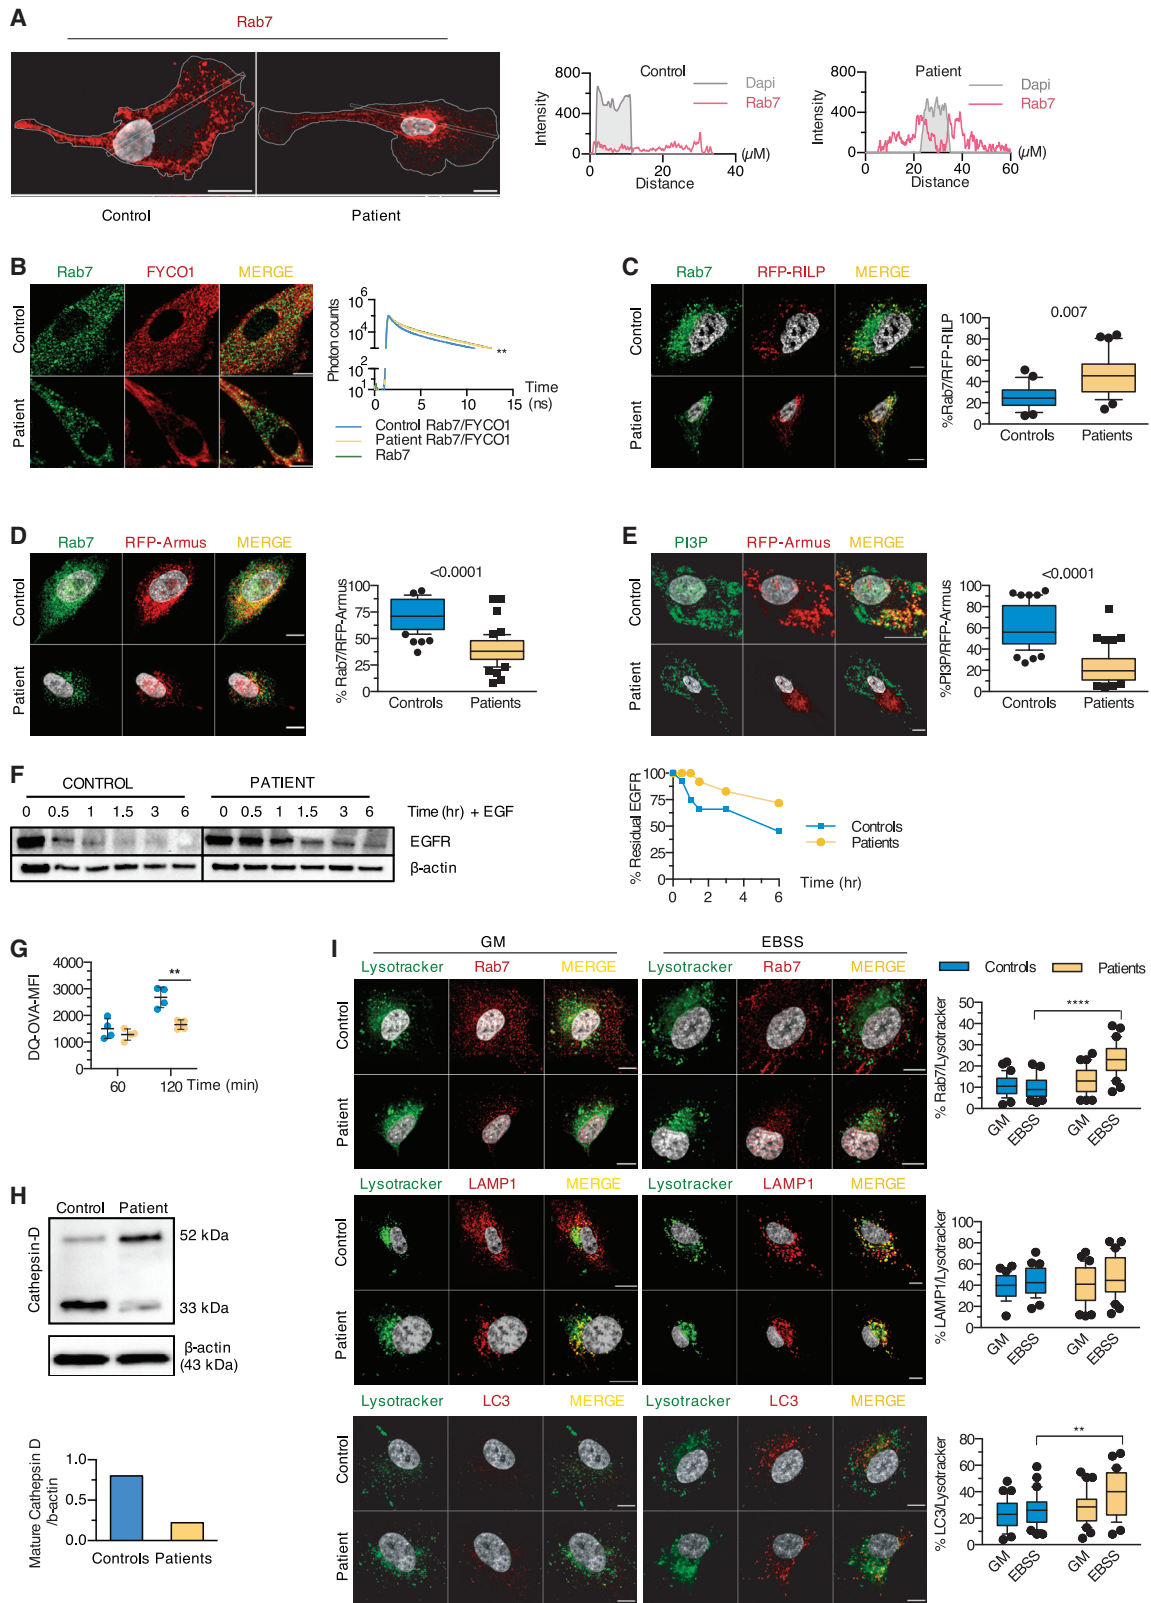 A
Rab7
Control
Patient
800
400
0
Intensity
Control
Dapi
Rab7
(µM)
0
20
40
Distance
800
400
0
Intensity
Patient
Dapi
Rab7
(µM)
0
20
40
60
Distance
B
Rab7 FYCO1 MERGE
Control
Patient
Photon counts
10⁶
10⁴
10²
10¹
**
0 5 10 15
Time
(ns)
Control Rab7/FYCO1
Patient Rab7/FYCO1
Rab7
C
Rab7 RFP-RILP MERGE
Control
Patient
%Rab7/RFP-RILP
100
80
60
40
20
0
0.007
Controls Patients
D
Rab7 RFP-Armus MERGE
Control
Patient
% Rab7/RFP-Armus
100
75
50
25
0
<0.0001
Controls Patients
E
PI3P RFP-Armus MERGE
Control
Patient
%PI3P/RFP-Armus
100
80
60
40
20
0
<0.0001
Controls Patients
F
CONTROL PATIENT
0 0.5 1 1.5 3 6 0 0.5 1 1.5 3 6 Time (hr) + EGF
EGFR
β-actin
% Residual EGFR
100
75
50
25
0
0 2 4 6
Time (hr)
Controls
Patients
G
DQ-OVA-MFI
4000
3000
2000
1000
0
**
60 120 Time (min)
H
Control Patient
Cathepsin-D
52 kDa
33 kDa
β-actin
(43 kDa)
Mature Cathepsin D
/b-actin
1.0
0.5
0.0
Controls Patients
I
GM EBSS
Lysotracker Rab7 MERGE Lysotracker Rab7 MERGE
Control
Patient
Controls Patients
% Rab7/Lysotracker
50
40
30
20
10
0
****
GM EBSS GM EBSS
Lysotracker LAMP1 MERGE Lysotracker LAMP1 MERGE
Control
Patient
% LAMP1/Lysotracker
100
80
60
40
20
0
GM EBSS GM EBSS
Lysotracker LC3 MERGE Lysotracker LC3 MERGE
Control
Patient
% LC3/Lysotracker
80
60
40
20
0
**
GM EBSS GM EBSS